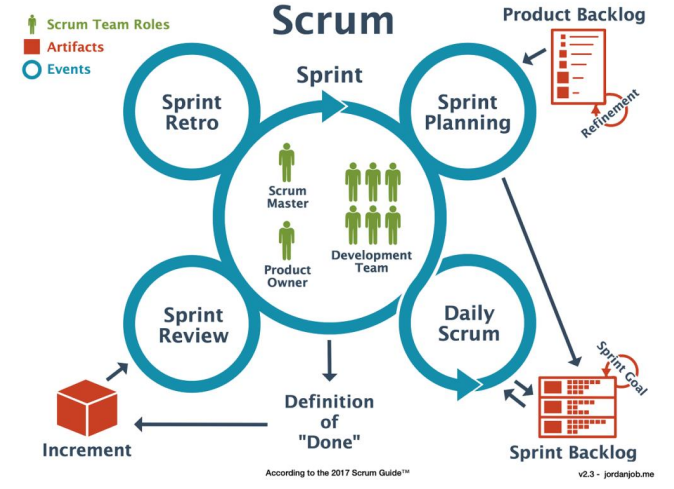 Scrum
Scrum Team Roles
Artifacts
Events
Product Backlog
Refinement
Sprint
Sprint
Retro
Sprint
Planning
Scrum
Master
Product
Owner
Development
Team
Sprint
Review
Daily
Scrum
Sprint Goal
Sprint Backlog
Definition
of
"Done"
Increment
According to the 2017 Scrum Guide™
v2.3 - jordanjob.me